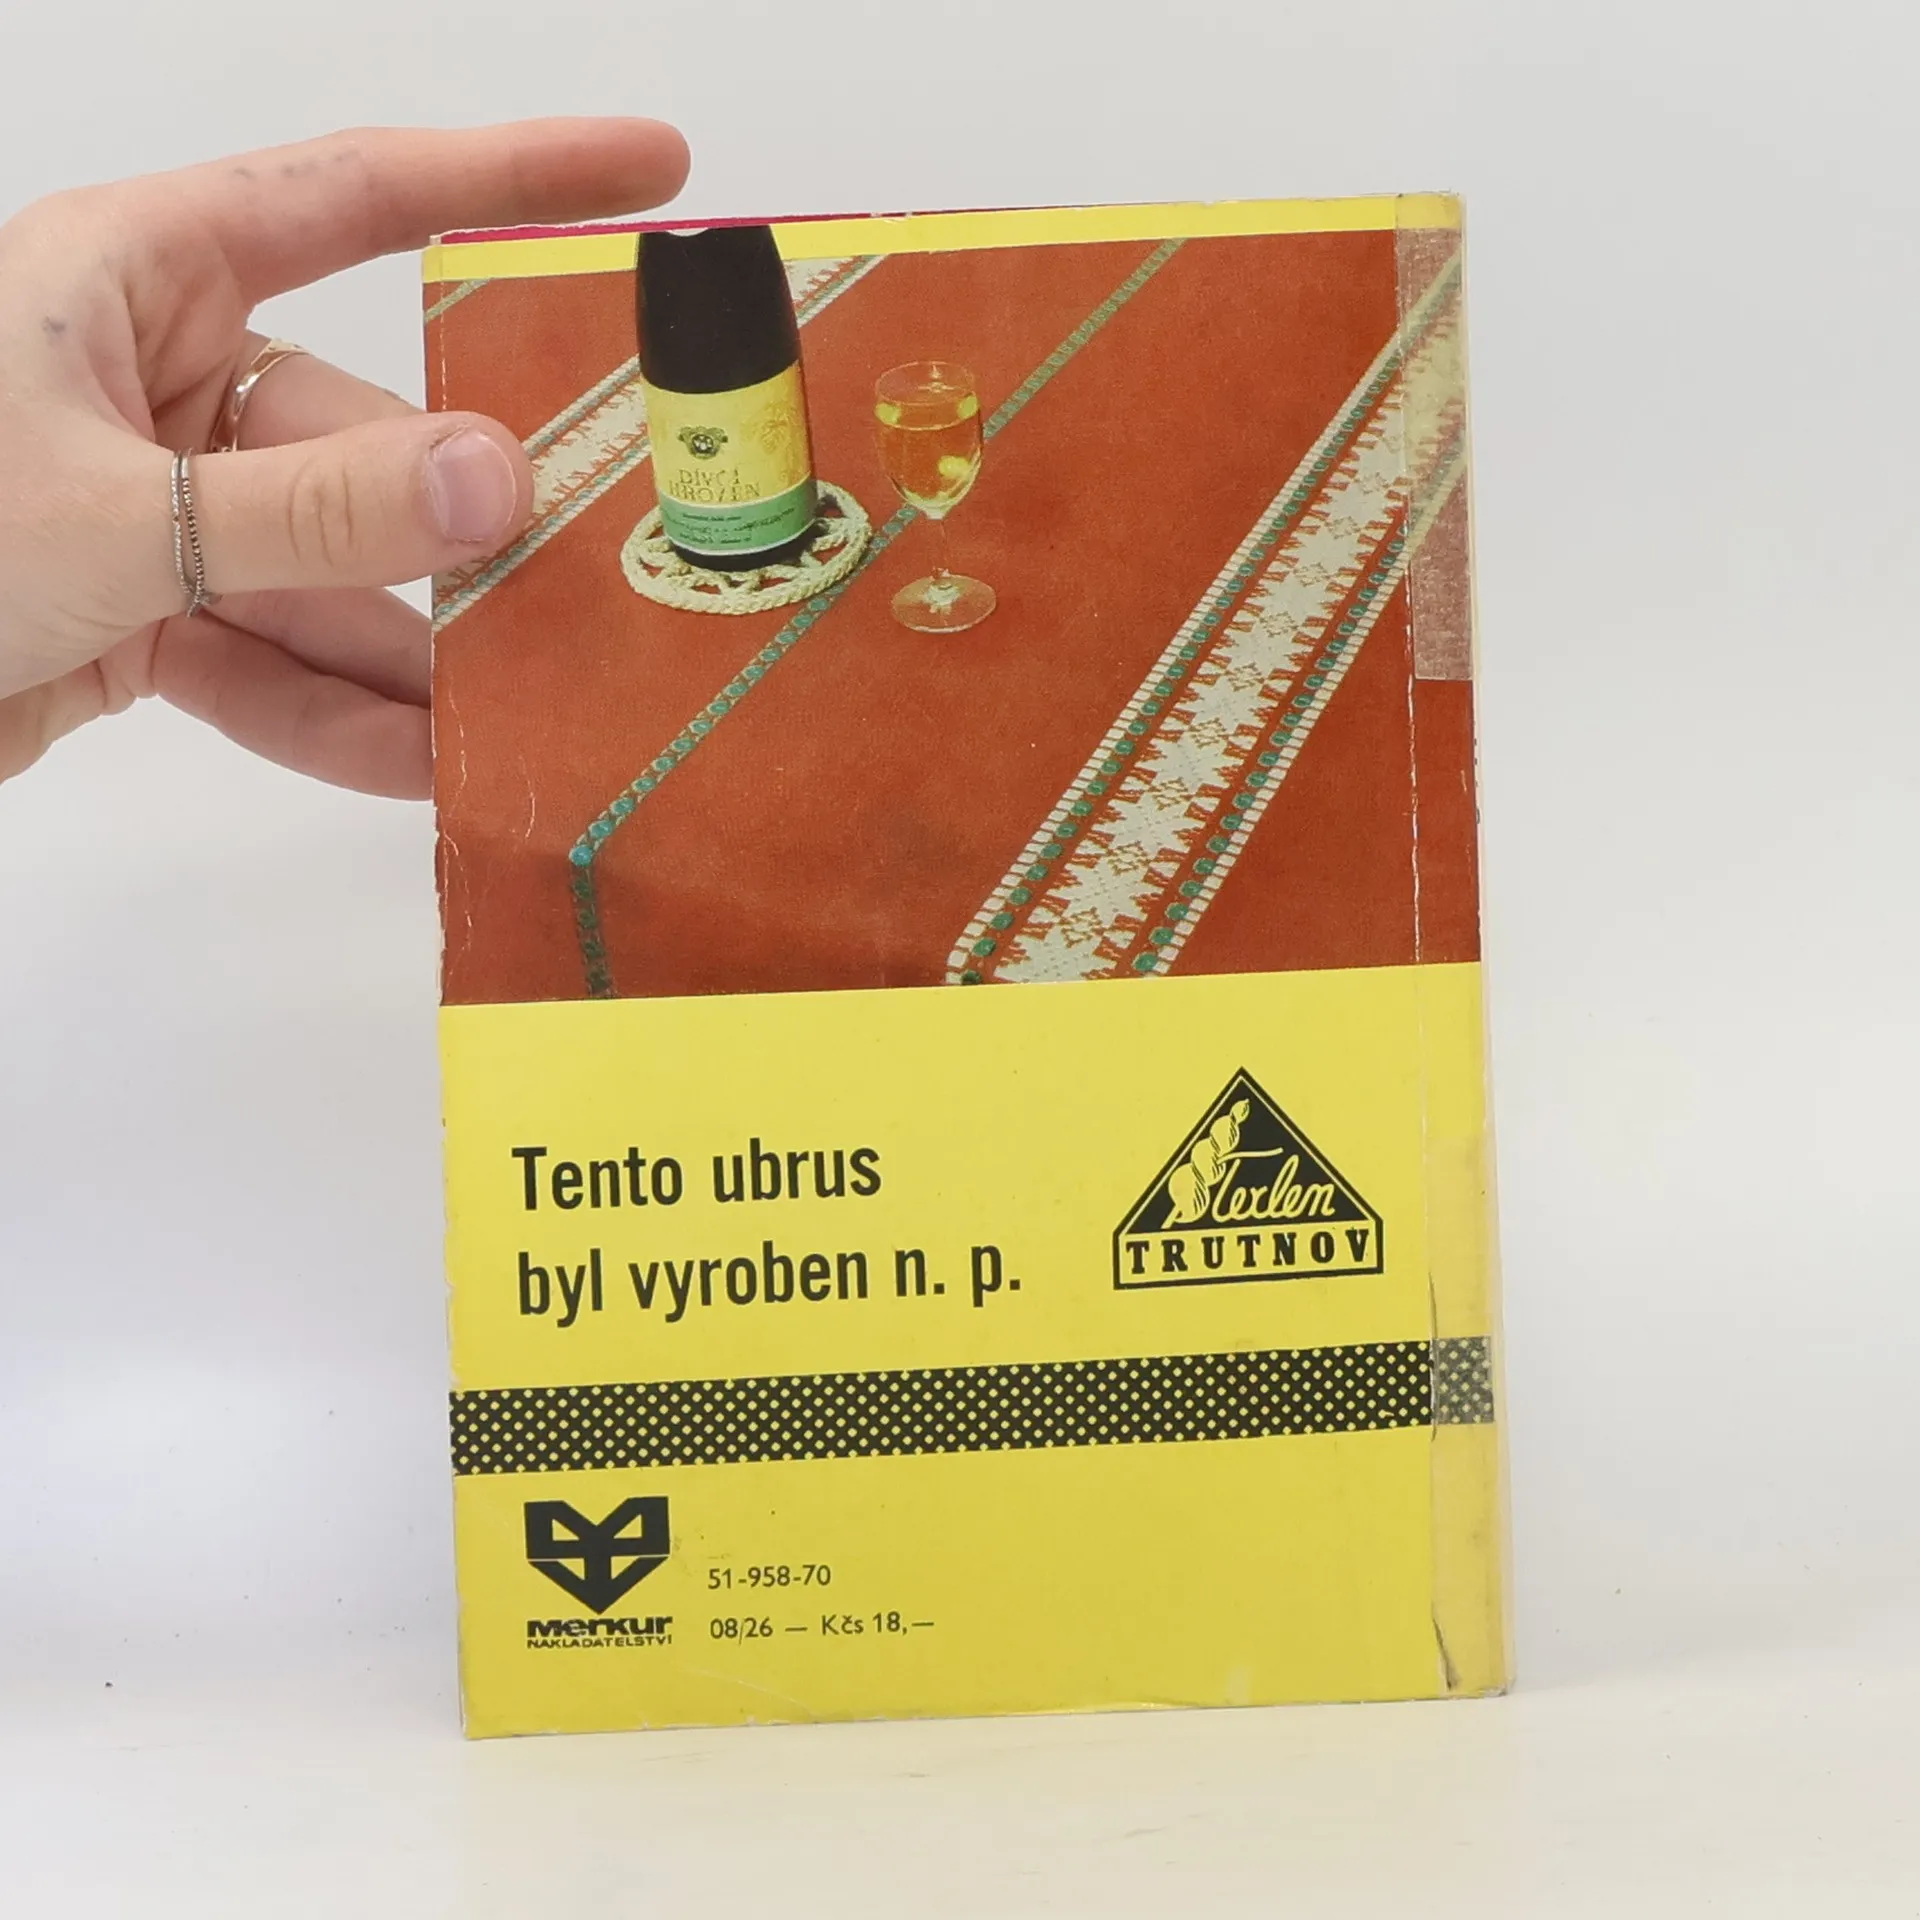 DÍVČÍ
HROZEN
Tento ubrus
byl vyroben n. p.
Texlen
TRUTNOV
merkur
NAKLADATELSTVÍ
51-958-70
08/26 — Kčs 18,—